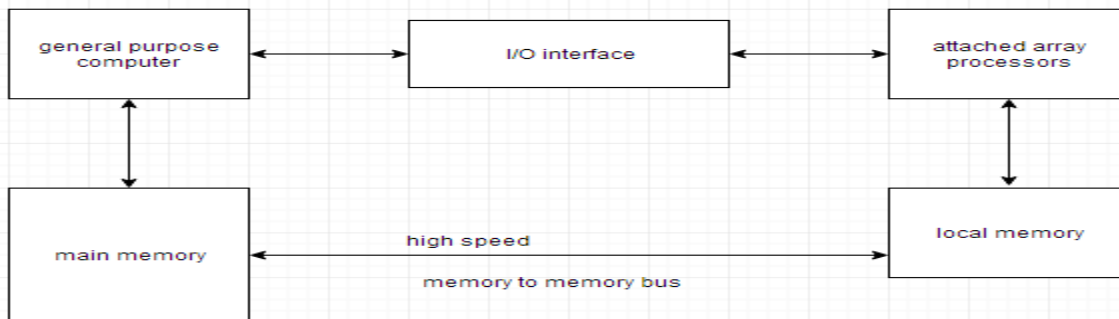 general purpose
computer
I/O interface
attached array
processors
main memory
high speed
memory to memory bus
local memory